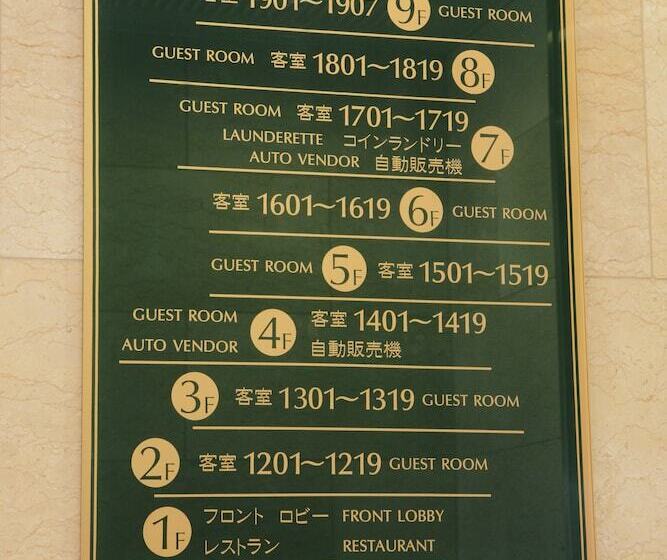 1901～1907 9F GUEST ROOM
GUEST ROOM 客室 1801～1819 8F
GUEST ROOM 客室 1701～1719
LAUNDERETTE コインランドリー 7F
AUTO VENDOR 自動販売機
客室 1601～1619 6F GUEST ROOM
GUEST ROOM 5F 客室 1501～1519
GUEST ROOM 4F 客室 1401～1419
AUTO VENDOR 自動販売機
3F 客室 1301～1319 GUEST ROOM
2F 客室 1201～1219 GUEST ROOM
1F フロント ロビー FRONT LOBBY
レストラン RESTAURANT